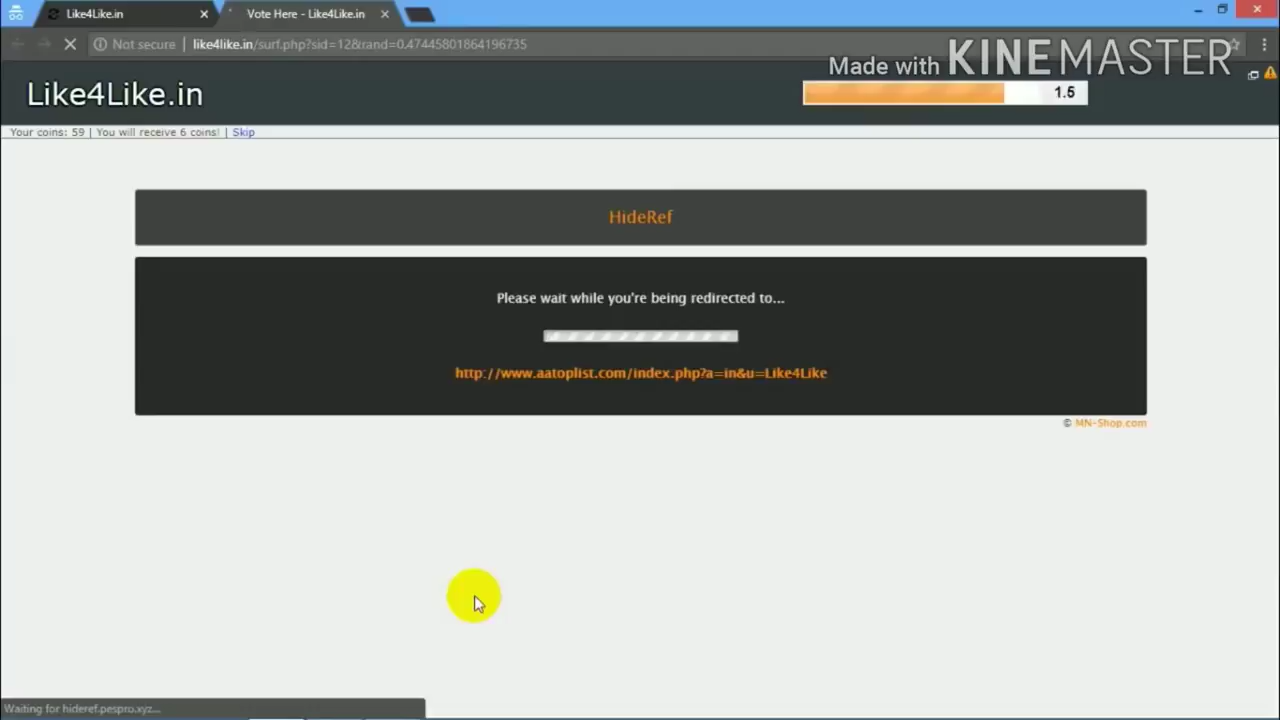 Like4Like.in
Vote Here - Like4Like.in
Not secure | like4like.in/surf.php?sid=12&rand=0.47445801864196735
Made with KINEMASTER
Like4Like.in
1.5
Your coins: 59 | You will receive 6 coins! | Skip
HideRef
Please wait while you're being redirected to...
http://www.aatoplist.com/index.php?a=in&u=Like4Like
© MN-Shop.com
Waiting for hideref.pespro.xyz...